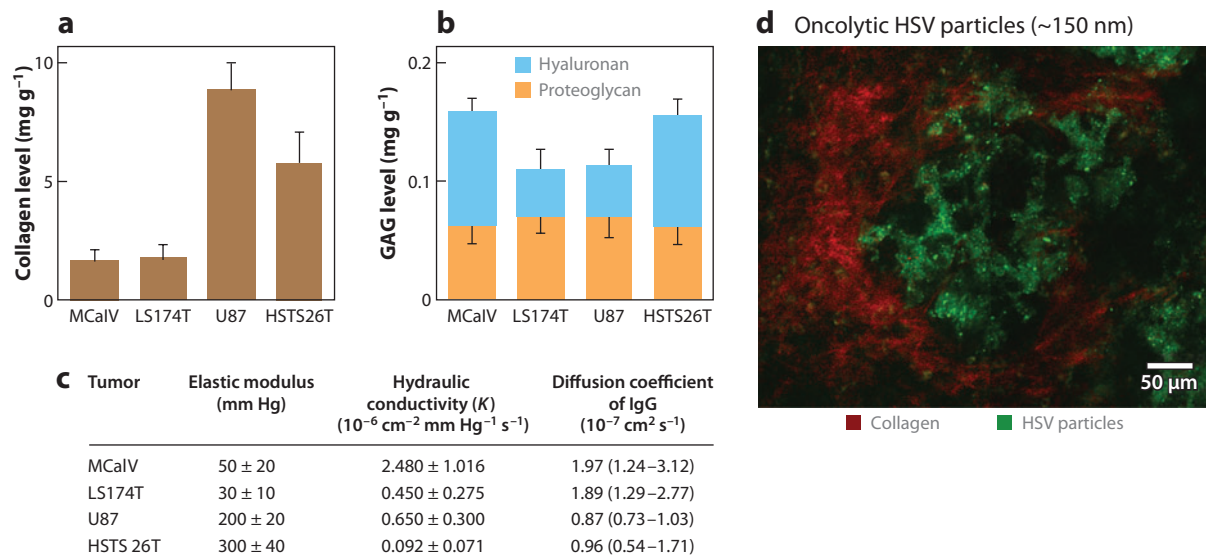 a
Collagen level (mg g⁻¹)
10
5
0
MCaIV LS174T U87 HSTS26T
b
GAG level (mg g⁻¹)
0.2
0.1
0
Hyaluronan
Proteoglycan
MCaIV LS174T U87 HSTS26T
c
Tumor Elastic modulus (mm Hg) Hydraulic conductivity (K) (10⁻⁶ cm⁻² mm Hg⁻¹ s⁻¹) Diffusion coefficient of IgG (10⁻⁷ cm² s⁻¹)
MCaIV 50 ± 20 2.480 ± 1.016 1.97 (1.24–3.12)
LS174T 30 ± 10 0.450 ± 0.275 1.89 (1.29–2.77)
U87 200 ± 20 0.650 ± 0.300 0.87 (0.73–1.03)
HSTS 26T 300 ± 40 0.092 ± 0.071 0.96 (0.54–1.71)
d Oncolytic HSV particles (~150 nm)
50 µm
Collagen HSV particles